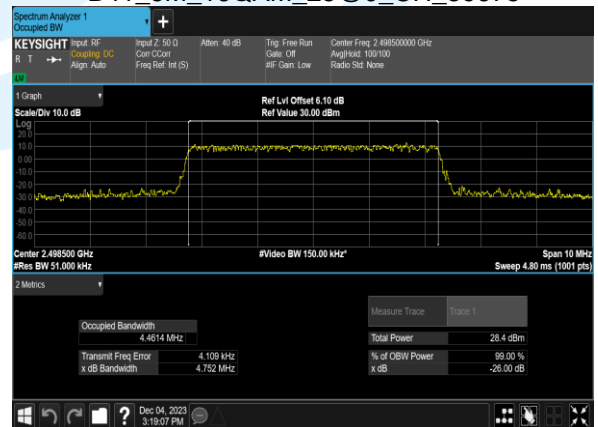 Spectrum Analyzer 1
Occupied BW
KEYSIGHT
R T
LXI
Input: RF
Coupling: DC
Align: Auto
Input Z: 50 Ω
Corr CCorr
Freq Ref: Int (S)
Atten: 40 dB
Trig: Free Run
Gate: Off
#IF Gain: Low
Center Freq: 2.498500000 GHz
Avg|Hold: 100/100
Radio Std: None
1 Graph
Scale/Div 10.0 dB
Ref Lvl Offset 6.10 dB
Ref Value 30.00 dBm
Log
20.0
10.0
0.00
-10.0
-20.0
-30.0
-40.0
-50.0
-60.0
Center 2.498500 GHz
#Res BW 51.000 kHz
#Video BW 150.00 kHz*
Span 10 MHz
Sweep 4.80 ms (1001 pts)
2 Metrics
Measure Trace Trace 1
Occupied Bandwidth
4.4614 MHz
Total Power 28.4 dBm
Transmit Freq Error 4.109 kHz
% of OBW Power 99.00 %
x dB Bandwidth 4.752 MHz
x dB -26.00 dB
?
Dec 04, 2023
3:19:07 PM